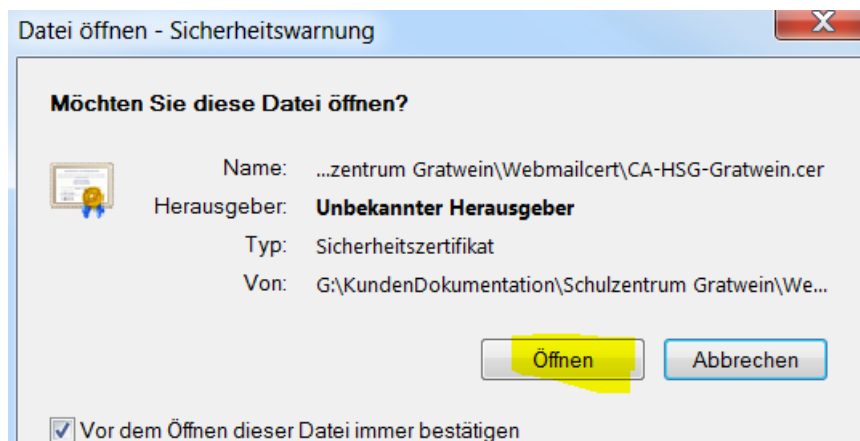 Datei öffnen - Sicherheitswarnung
Möchten Sie diese Datei öffnen?
Name: ...zentrum Gratwein\Webmailcert\CA-HSG-Gratwein.cer
Herausgeber: Unbekannter Herausgeber
Typ: Sicherheitszertifikat
Von: G:\KundenDokumentation\Schulzentrum Gratwein\We...
Öffnen Abbrechen
Vor dem Öffnen dieser Datei immer bestätigen